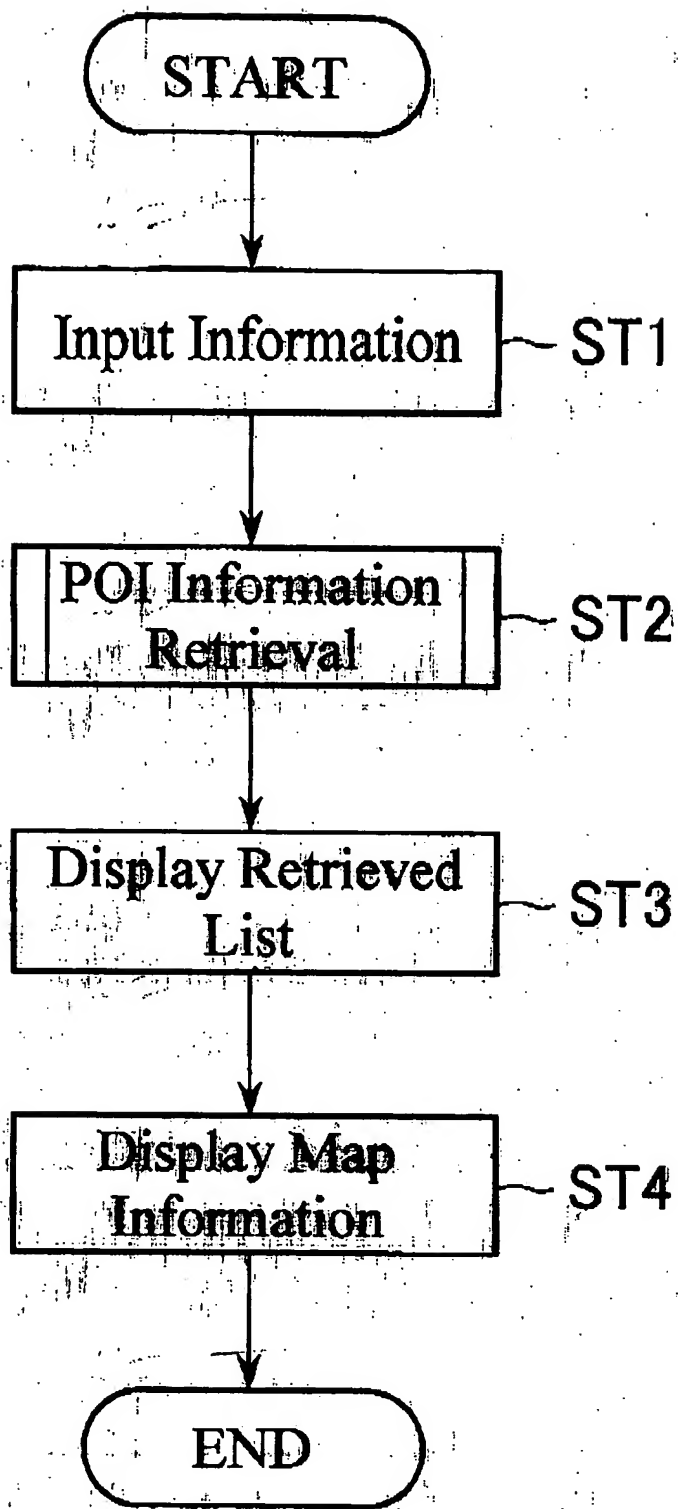 START
Input Information
ST1
POI Information
Retrieval
ST2
Display Retrieved
List
ST3
Display Map
Information
ST4
END